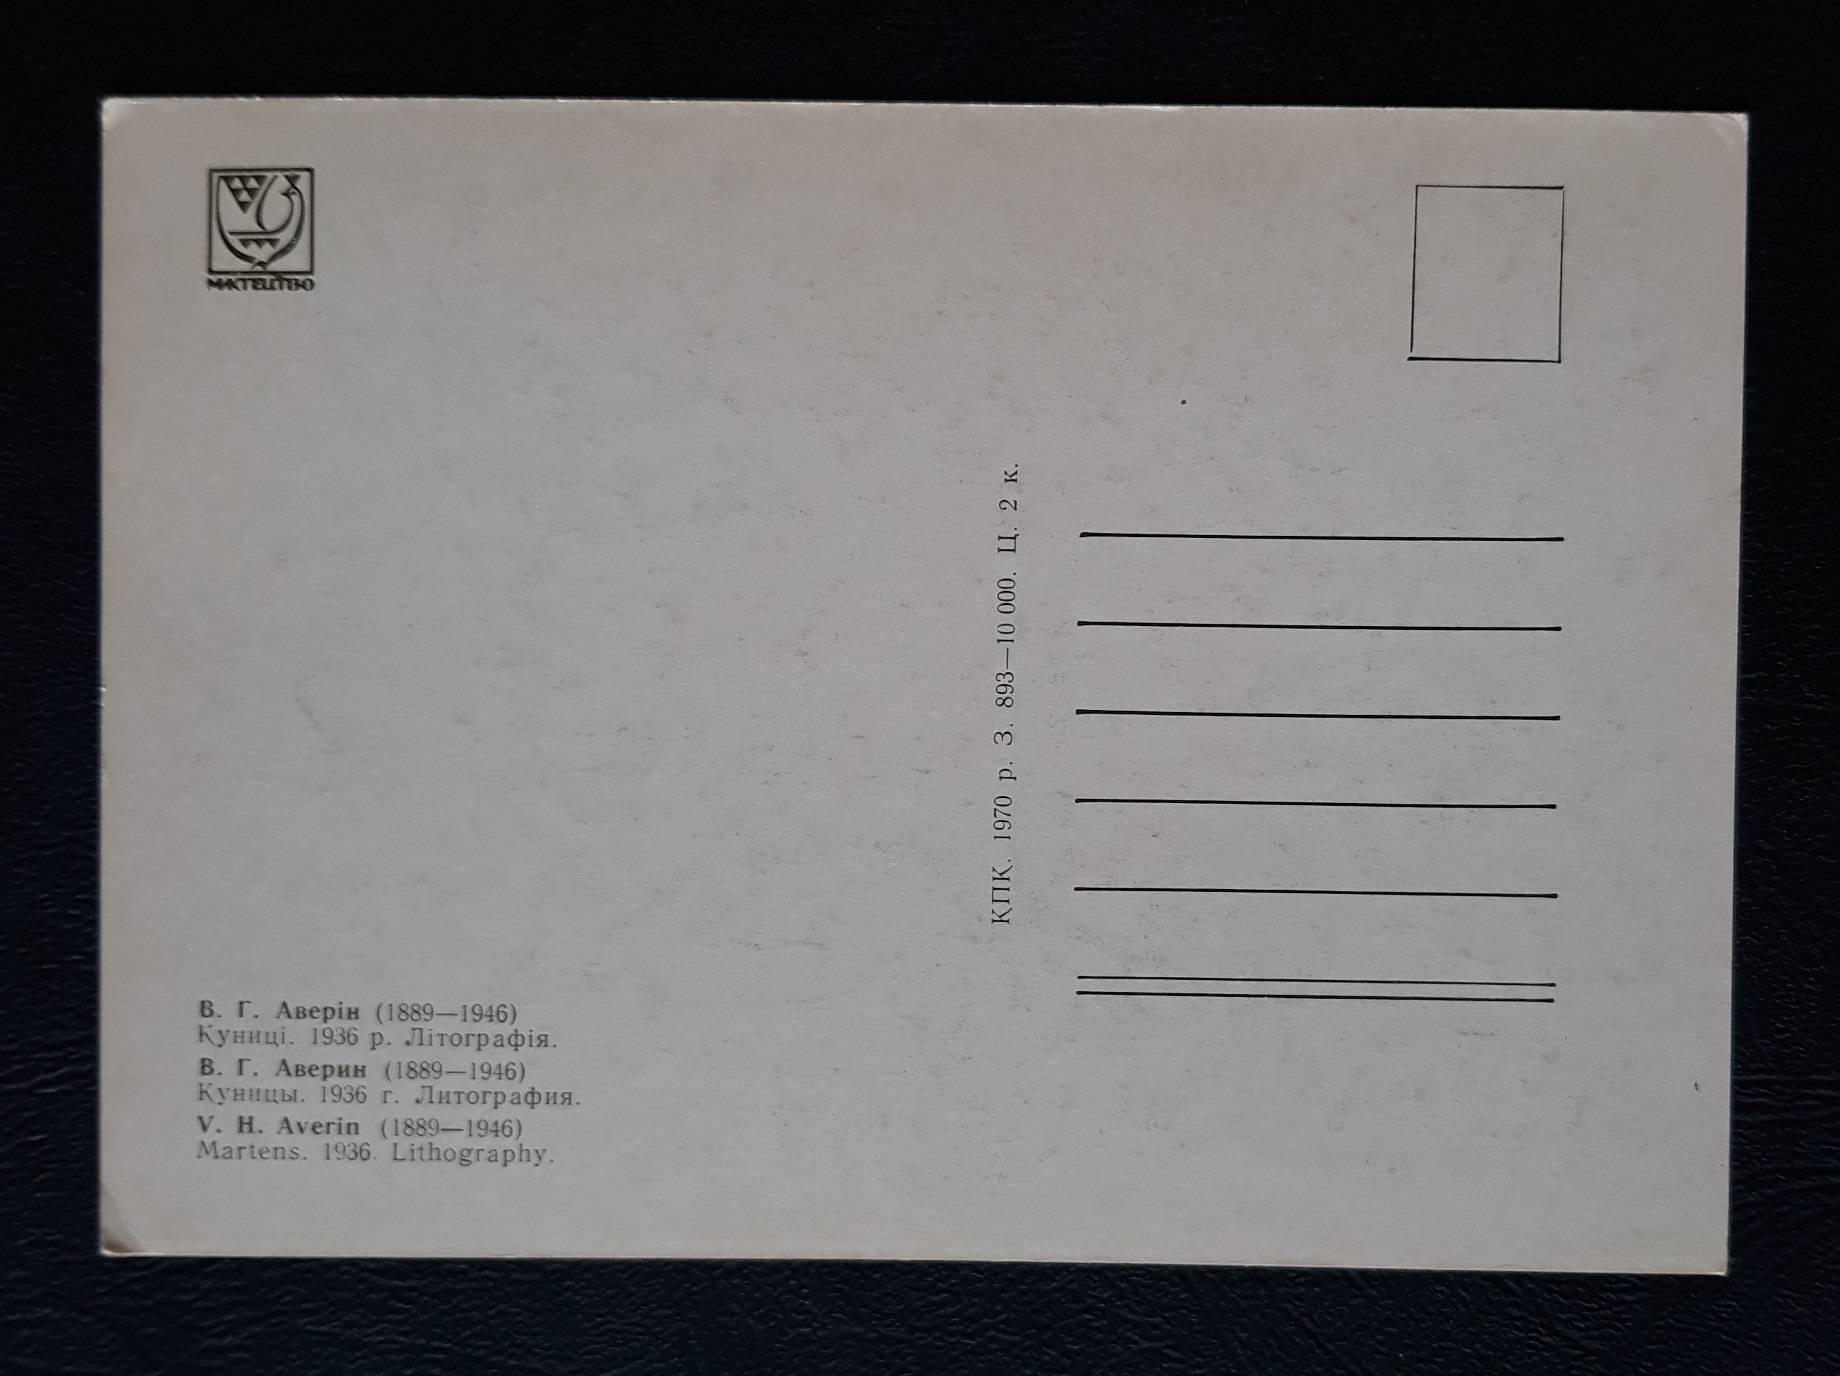 МИСТЕЦТВО
КПК. 1970 р. З. 893—10 000. Ц. 2 к.
В. Г. Аверін (1889—1946)
Куниці. 1936 р. Літографія.
В. Г. Аверин (1889—1946)
Куницы. 1936 г. Литография.
V. H. Averin (1889—1946)
Martens. 1936. Lithography.